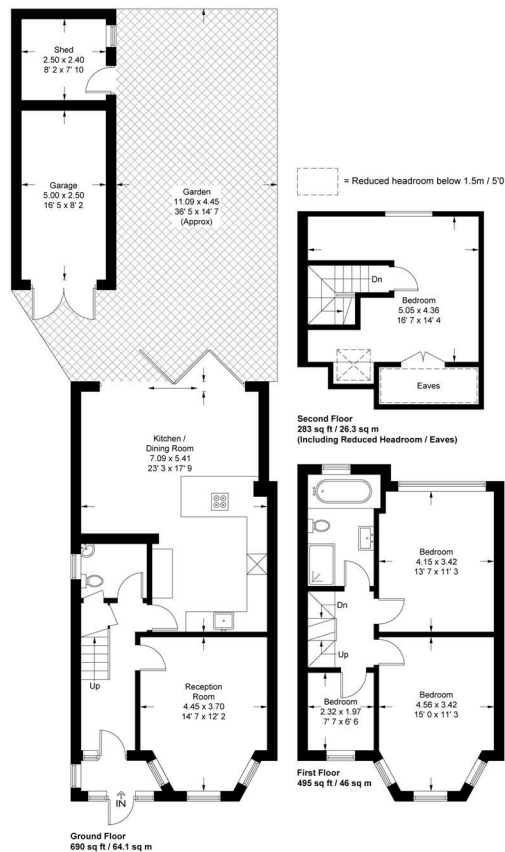 Shed
2.50 x 2.40
8' 2 x 7' 10
Garage
5.00 x 2.50
16' 5 x 8' 2
Garden
11.09 x 4.45
36' 5 x 14' 7
(Approx)
= Reduced headroom below 1.5m / 5'0
Dn
Bedroom
5.05 x 4.36
16' 7 x 14' 4
Eaves
Second Floor
283 sq ft / 26.3 sq m
(Including Reduced Headroom / Eaves)
Kitchen /
Dining Room
7.09 x 5.41
23' 3 x 17' 9
Up
Reception
Room
4.45 x 3.70
14' 7 x 12' 2
IN
Ground Floor
690 sq ft / 64.1 sq m
Bedroom
4.15 x 3.42
13' 7 x 11' 3
Dn
Up
Bedroom
2.32 x 1.97
7' 7 x 6' 6
Bedroom
4.56 x 3.42
15' 0 x 11' 3
First Floor
495 sq ft / 46 sq m